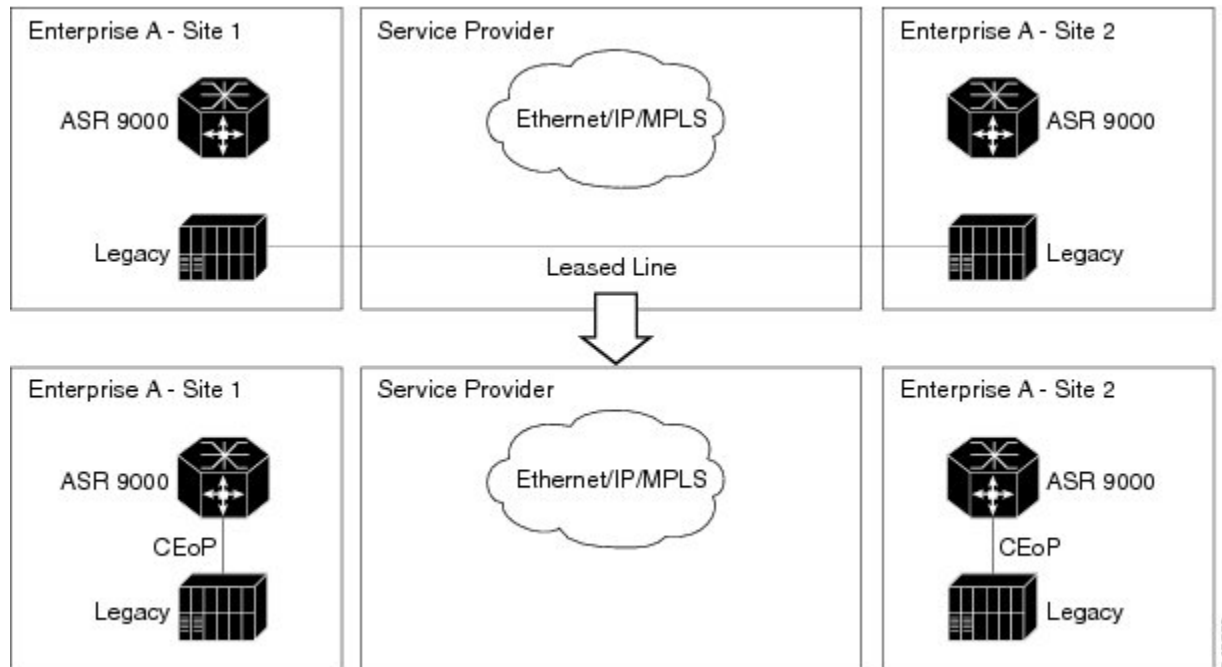 Enterprise A - Site 1
Service Provider
Enterprise A - Site 2
ASR 9000
Ethernet/IP/MPLS
ASR 9000
Legacy
Leased Line
Legacy
Enterprise A - Site 1
Service Provider
Enterprise A - Site 2
ASR 9000
Ethernet/IP/MPLS
ASR 9000
CEoP
CEoP
Legacy
Legacy